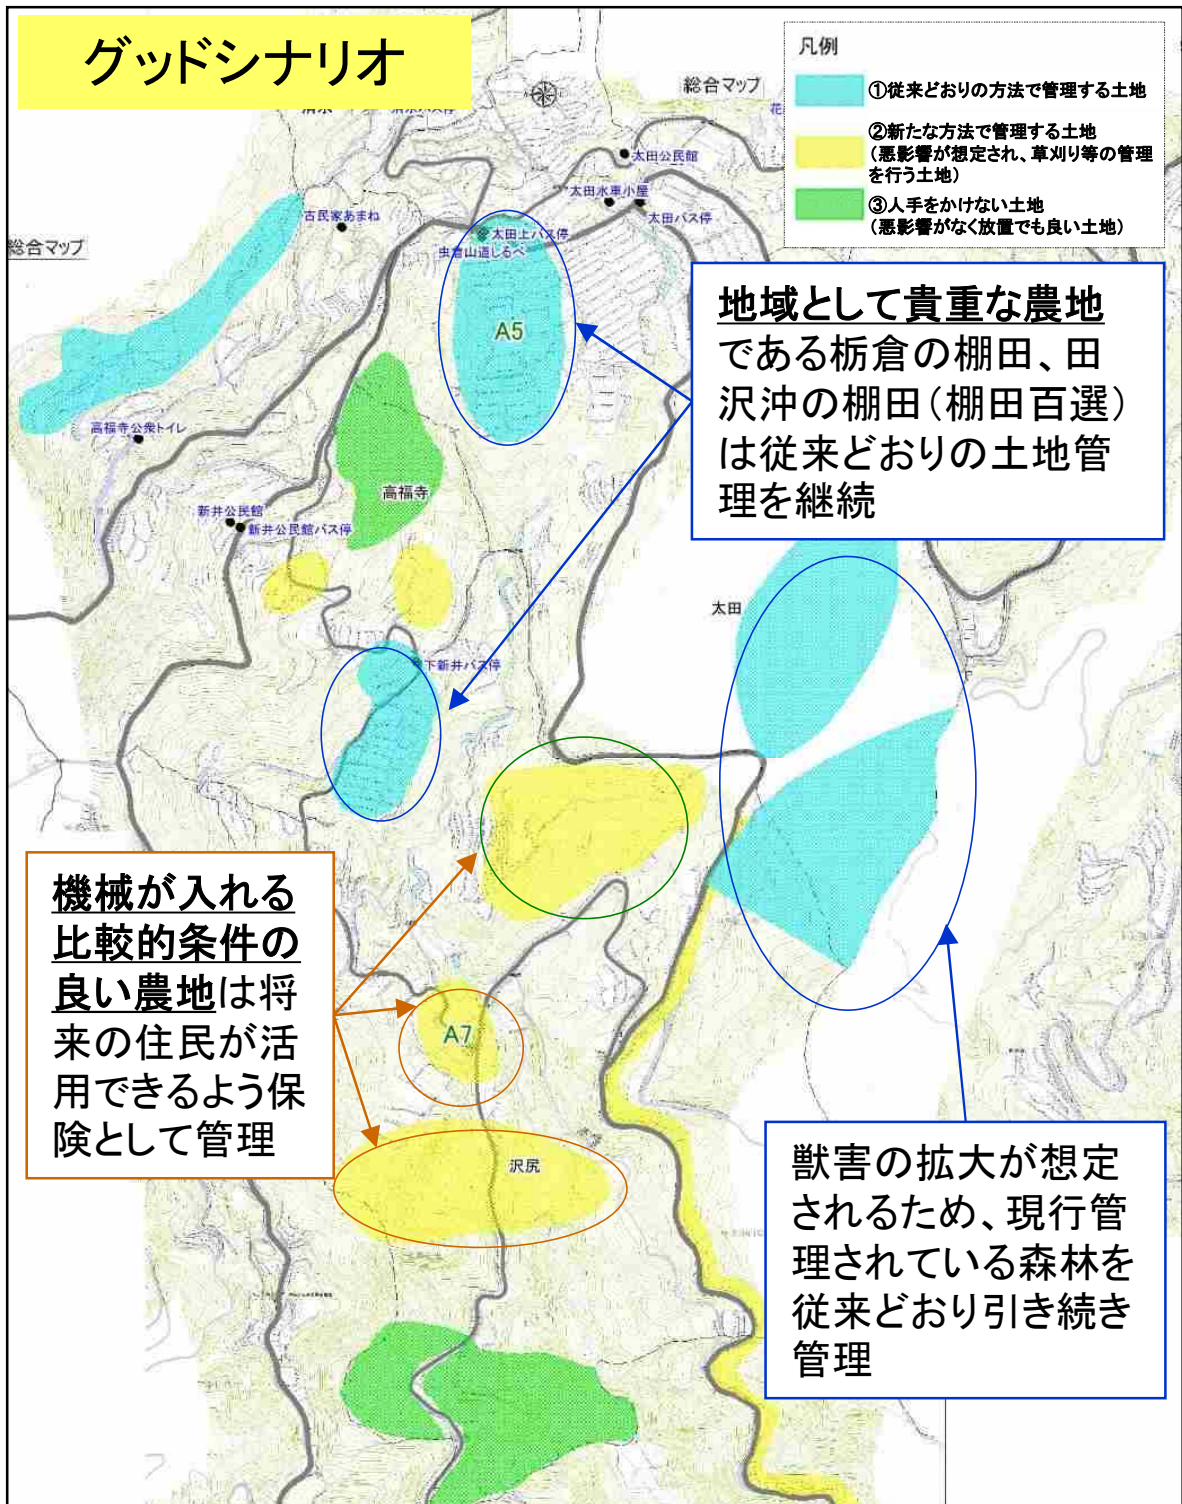 グッドシナリオ
凡例
①従来どおりの方法で管理する土地
②新たな方法で管理する土地
(悪影響が想定され、草刈り等の管理
を行う土地)
③人手をかけない土地
(悪影響がなく放置でも良い土地)
総合マップ
太田公民館
太田水車小屋
太田バス停
古民家あまね
太田上バス停
虫倉山道しるべ
総合マップ
A5
地域として貴重な農地
である栃倉の棚田、田
沢沖の棚田(棚田百選)
は従来どおりの土地管
理を継続
高福寺公衆トイレ
高福寺
新井公民館
新井公民館バス停
太田
下新井バス停
機械が入れる
比較的条件の
良い農地は将
来の住民が活
用できるよう保
険として管理
A7
沢尻
獣害の拡大が想定
されるため、現行管
理されている森林を
従来どおり引き続き
管理